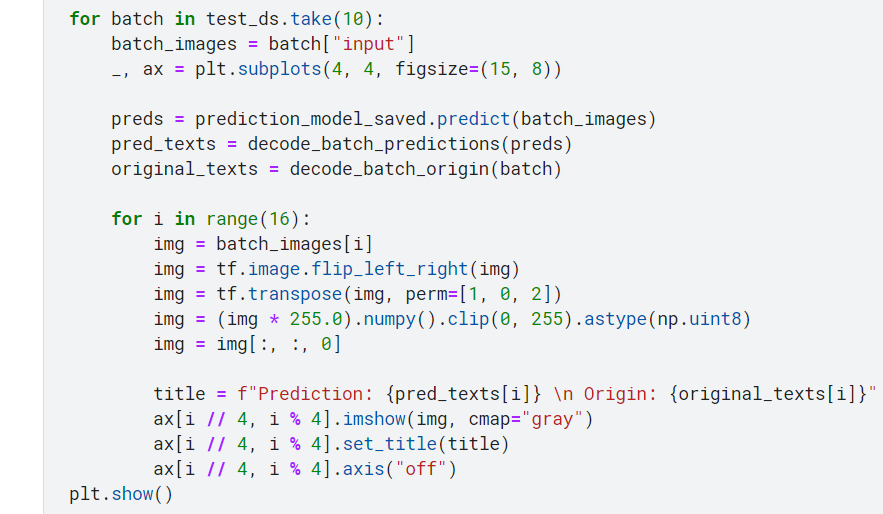 for batch in test_ds.take(10):
    batch_images = batch["input"]
    _, ax = plt.subplots(4, 4, figsize=(15, 8))

    preds = prediction_model_saved.predict(batch_images)
    pred_texts = decode_batch_predictions(preds)
    original_texts = decode_batch_origin(batch)

    for i in range(16):
        img = batch_images[i]
        img = tf.image.flip_left_right(img)
        img = tf.transpose(img, perm=[1, 0, 2])
        img = (img * 255.0).numpy().clip(0, 255).astype(np.uint8)
        img = img[:, :, 0]

        title = f"Prediction: {pred_texts[i]} \n Origin: {original_texts[i]}"
        ax[i // 4, i % 4].imshow(img, cmap="gray")
        ax[i // 4, i % 4].set_title(title)
        ax[i // 4, i % 4].axis("off")
plt.show()